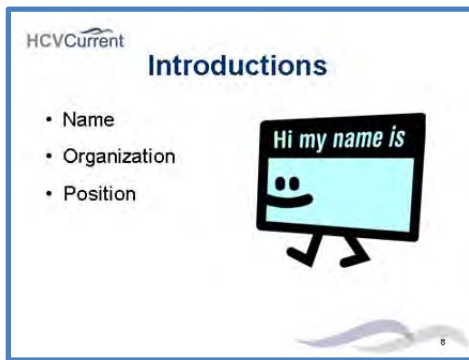 HCVCurrent
Introductions
• Name
• Organization
• Position
Hi my name is
8